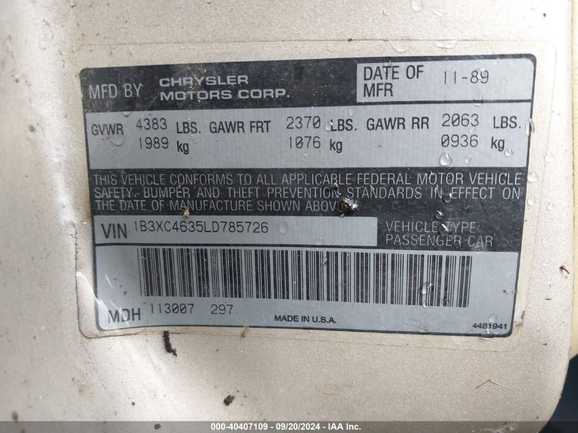 MFD BY CHRYSLER MOTORS CORP. DATE OF MFR 11-89
GVWR 4383 LBS. GAWR FRT 2370 LBS. GAWR RR 2063 LBS.
1989 kg 1076 kg 0936 kg
THIS VEHICLE CONFORMS TO ALL APPLICABLE FEDERAL MOTOR VEHICLE
SAFETY, BUMPER AND THEFT PREVENTION STANDARDS IN EFFECT
ON THE DATE OF MANUFACTURE SHOWN ABOVE.
VIN 1B3XC4635LD785726 VEHICLE TYPE:
PASSENGER CAR
MDH 113007 297
MADE IN U.S.A.
4481941
000-40407109 - 09/20/2024 - IAA Inc.